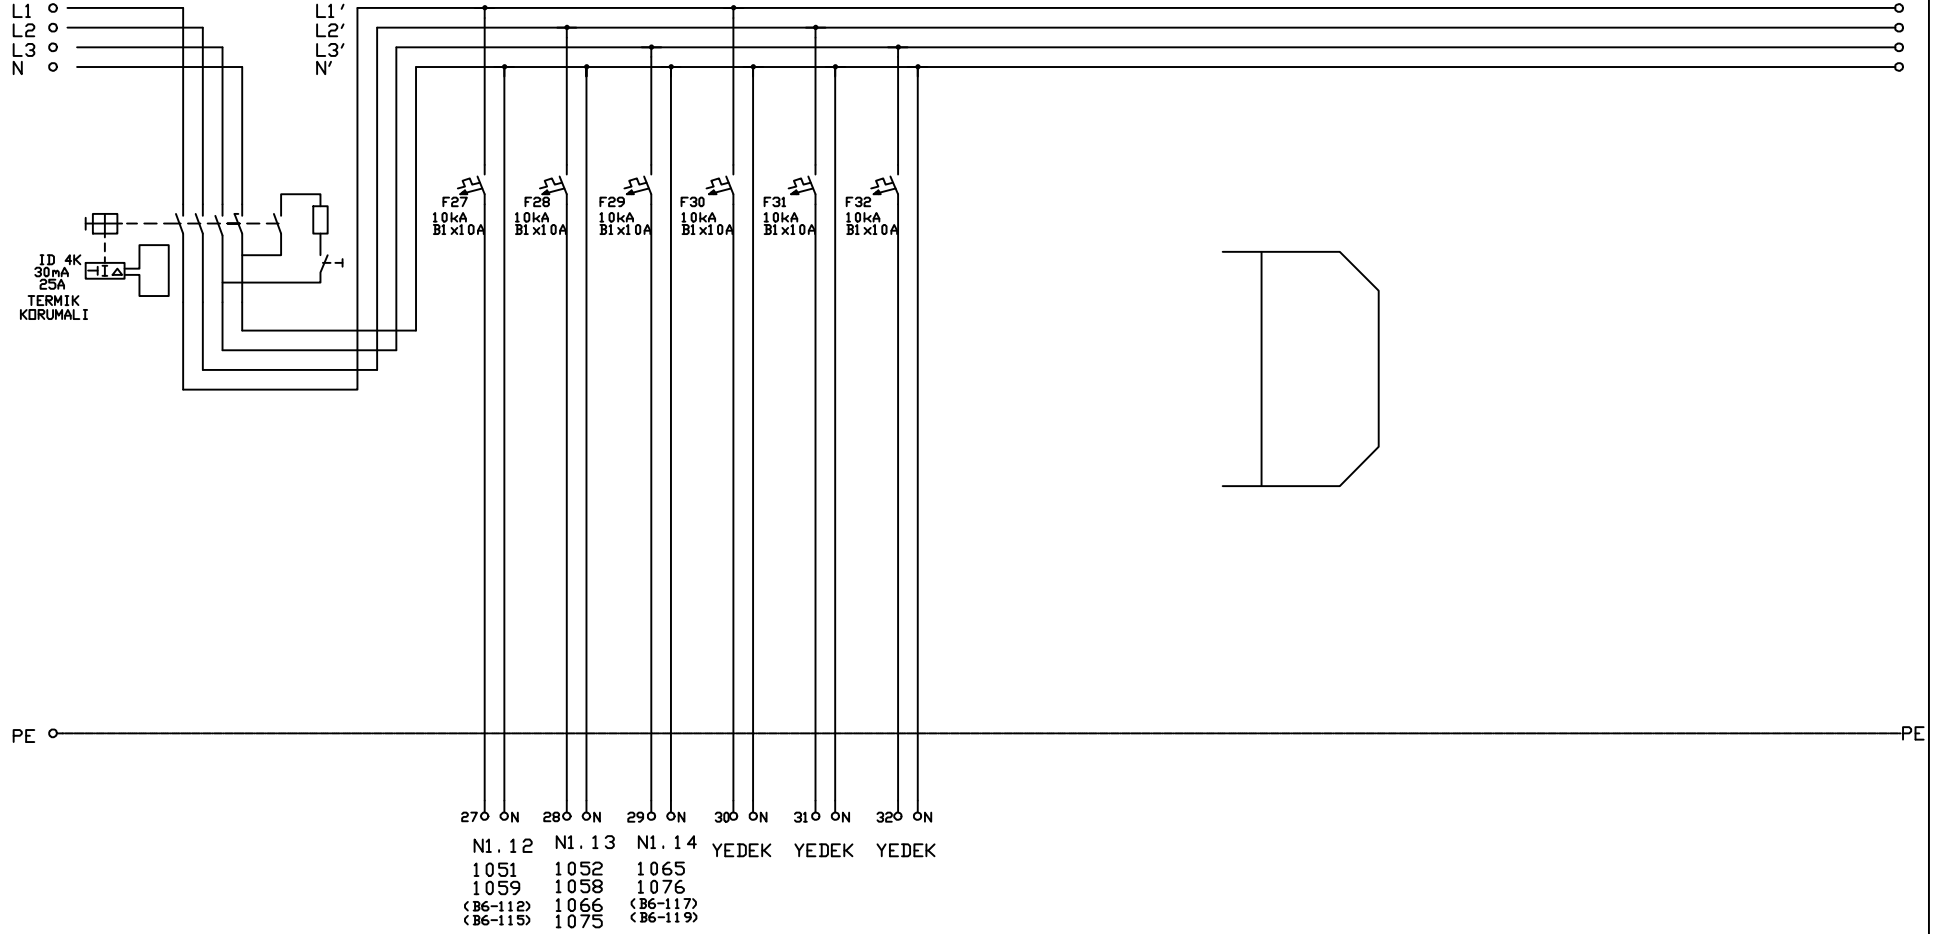 L1
L2
L3
N
L1'
L2'
L3'
N'
F27
10kA
B1x10A
F28
10kA
B1x10A
F29
10kA
B1x10A
F30
10kA
B1x10A
F31
10kA
B1x10A
F32
10kA
B1x10A
ID 4K
30mA
25A
TERMIK
KORUMALI
PE
PE
27 N
28 N
29 N
30 N
31 N
32 N
N1.12
1051
1059
(B6-112)
(B6-115)
N1.13
1052
1058
1066
1075
N1.14
1065
1076
(B6-117)
(B6-119)
YEDEK
YEDEK
YEDEK